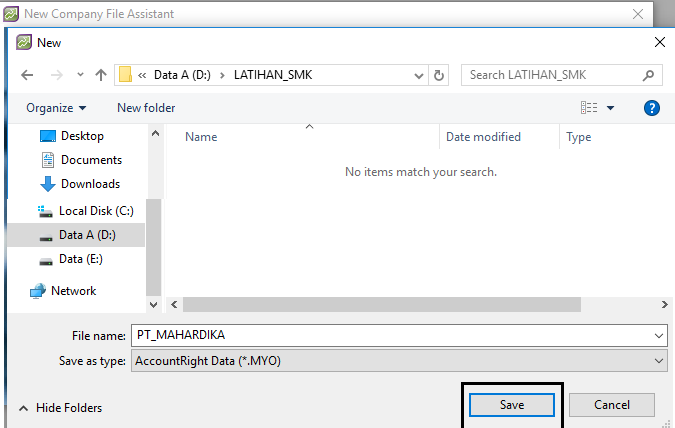 New Company File Assistant
New
« Data A (D:) › LATIHAN_SMK
Search LATIHAN_SMK
Organize
New folder
?
Name
Date modified
Type
No items match your search.
Desktop
Documents
Downloads
Local Disk (C:)
Data A (D:)
Data (E:)
Network
File name: PT_MAHARDIKA
Save as type: AccountRight Data (*.MYO)
Hide Folders
Save
Cancel